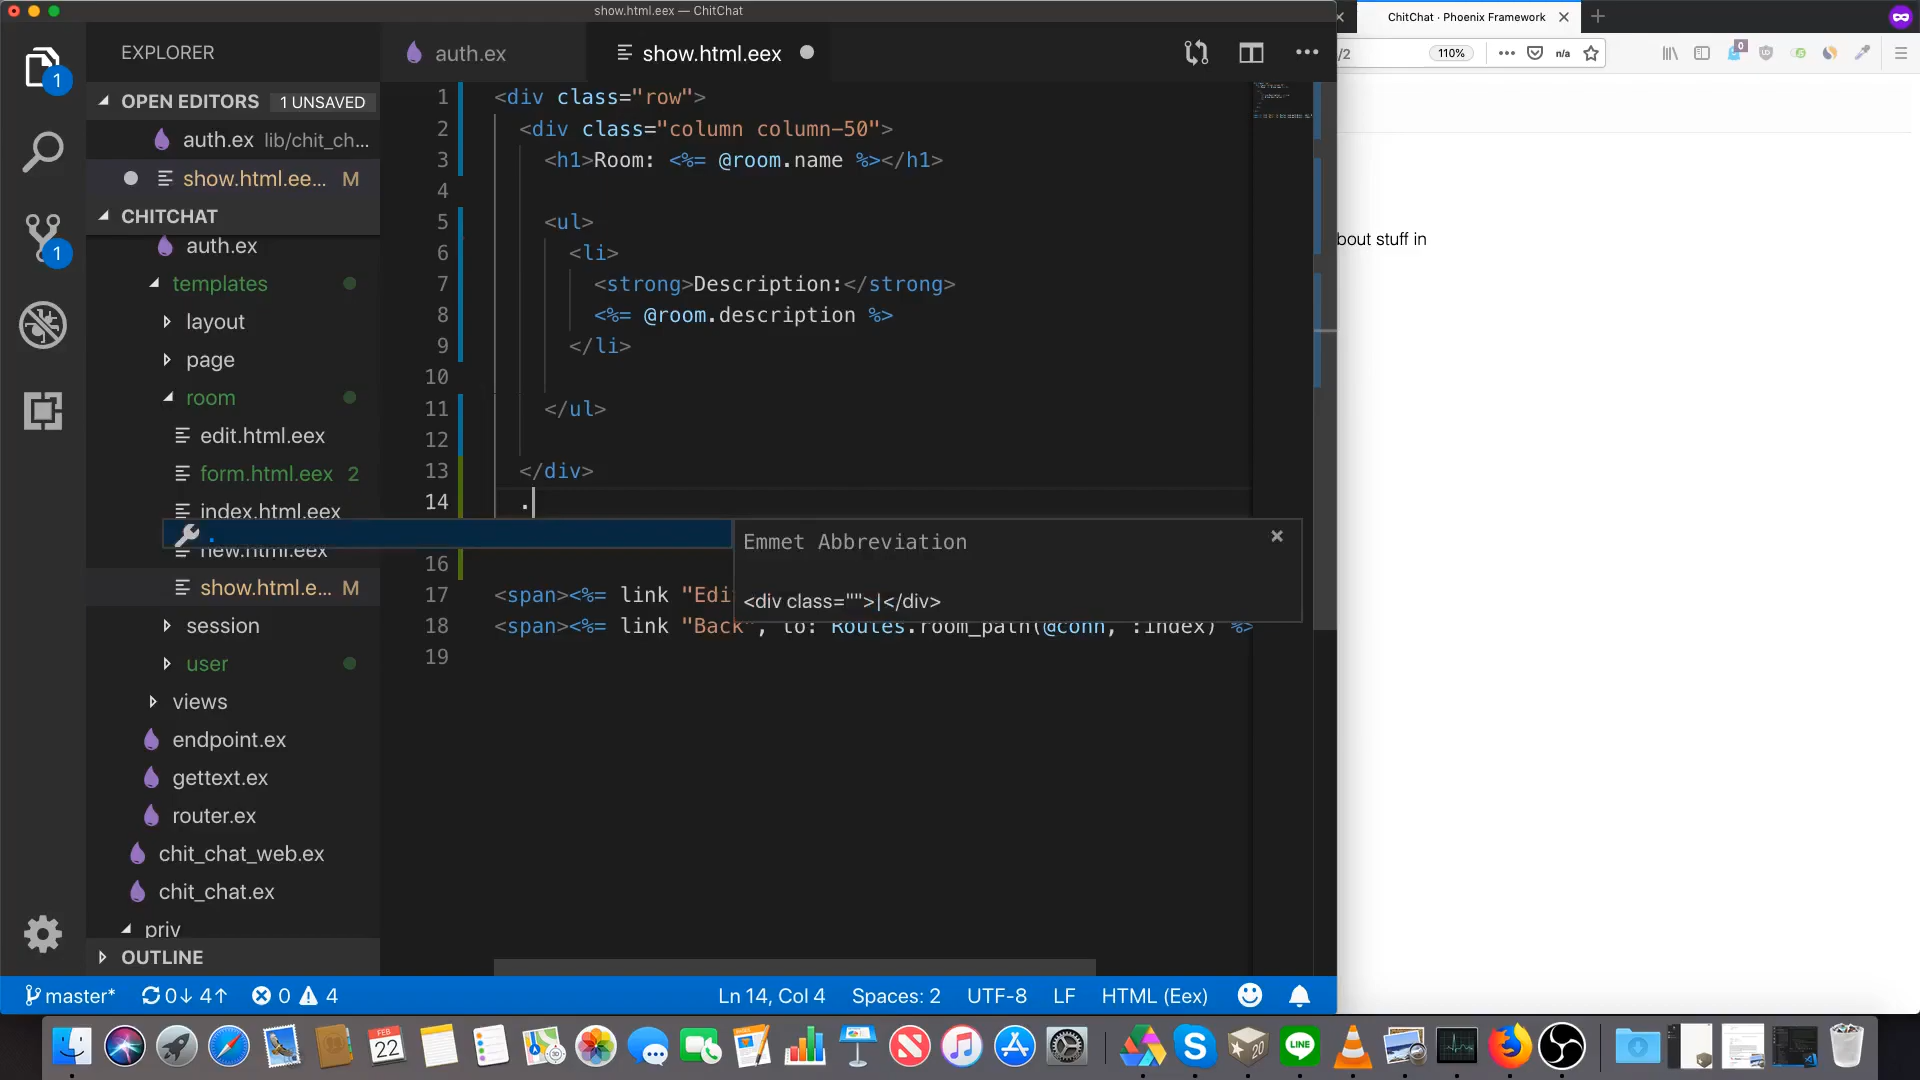 show.html.eex — ChitChat
ChitChat · Phoenix Framework
EXPLORER
auth.ex
show.html.eex
/2
110%
n/a
0
1
OPEN EDITORS
1 UNSAVED
auth.ex lib/chit_ch...
show.html.ee... M
CHITCHAT
auth.ex
templates
layout
page
room
edit.html.eex
form.html.eex 2
index.html.eex
new.html.eex
show.html.e... M
session
user
views
endpoint.ex
gettext.ex
router.ex
chit_chat_web.ex
chit_chat.ex
priv
OUTLINE
1
1 <div class="row">
2 <div class="column column-50">
3 <h1>Room: <%= @room.name %></h1>
4
5 <ul>
6 <li>
7 <strong>Description:</strong>
8 <%= @room.description %>
9 </li>
10
11 </ul>
12
13 </div>
14 .
.
Emmet Abbreviation
<div class="">|</div>
16
17 <span><%= link "Edi
18 <span><%= link "Back", to: Routes.room_path(@conn, :index) %>
19
bout stuff in
master*
0↓ 4↑
0
4
Ln 14, Col 4
Spaces: 2
UTF-8
LF
HTML (Eex)
FEB
22
20